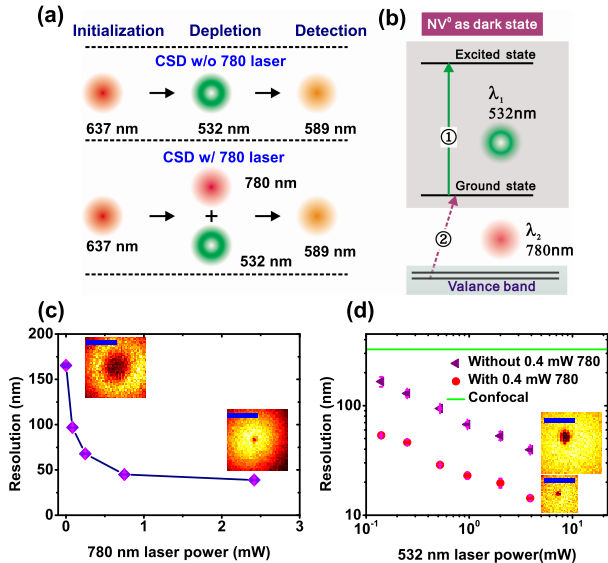 (a)
Initialization Depletion Detection
CSD w/o 780 laser
637 nm 532 nm 589 nm
CSD w/ 780 laser
780 nm
+
637 nm 532 nm 589 nm
(b)
NV⁰ as dark state
Excited state
λ₁
532nm
①
Ground state
②
λ₂
780nm
Valance band
(c)
Resolution (nm)
200
150
100
50
0
0 1 2 3
780 nm laser power (mW)
(d)
Resolution (nm)
100
10
Without 0.4 mW 780
With 0.4 mW 780
Confocal
10⁻¹ 10⁰ 10¹
532 nm laser power(mW)